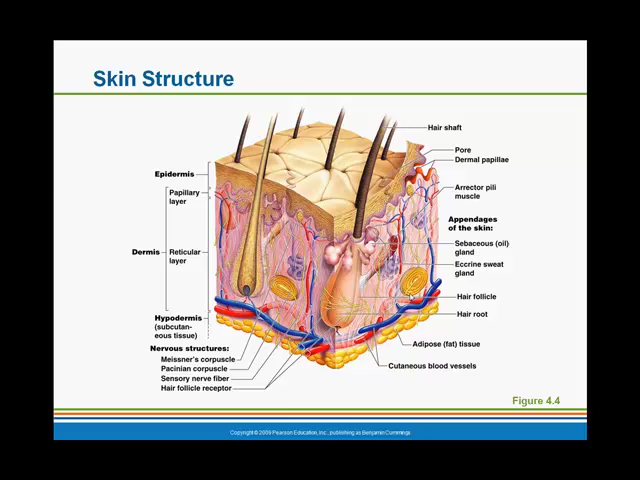 Skin Structure
Hair shaft
Pore
Dermal papillae
Epidermis
Papillary
layer
Arrector pili
muscle
Appendages
of the skin:
Dermis
Reticular
layer
Sebaceous (oil)
gland
Eccrine sweat
gland
Hair follicle
Hair root
Hypodermis
(subcutan-
eous tissue)
Nervous structures:
Meissner's corpuscle
Pacinian corpuscle
Sensory nerve fiber
Hair follicle receptor
Adipose (fat) tissue
Cutaneous blood vessels
Figure 4.4
Copyright © 2009 Pearson Education, Inc., publishing as Benjamin Cummings